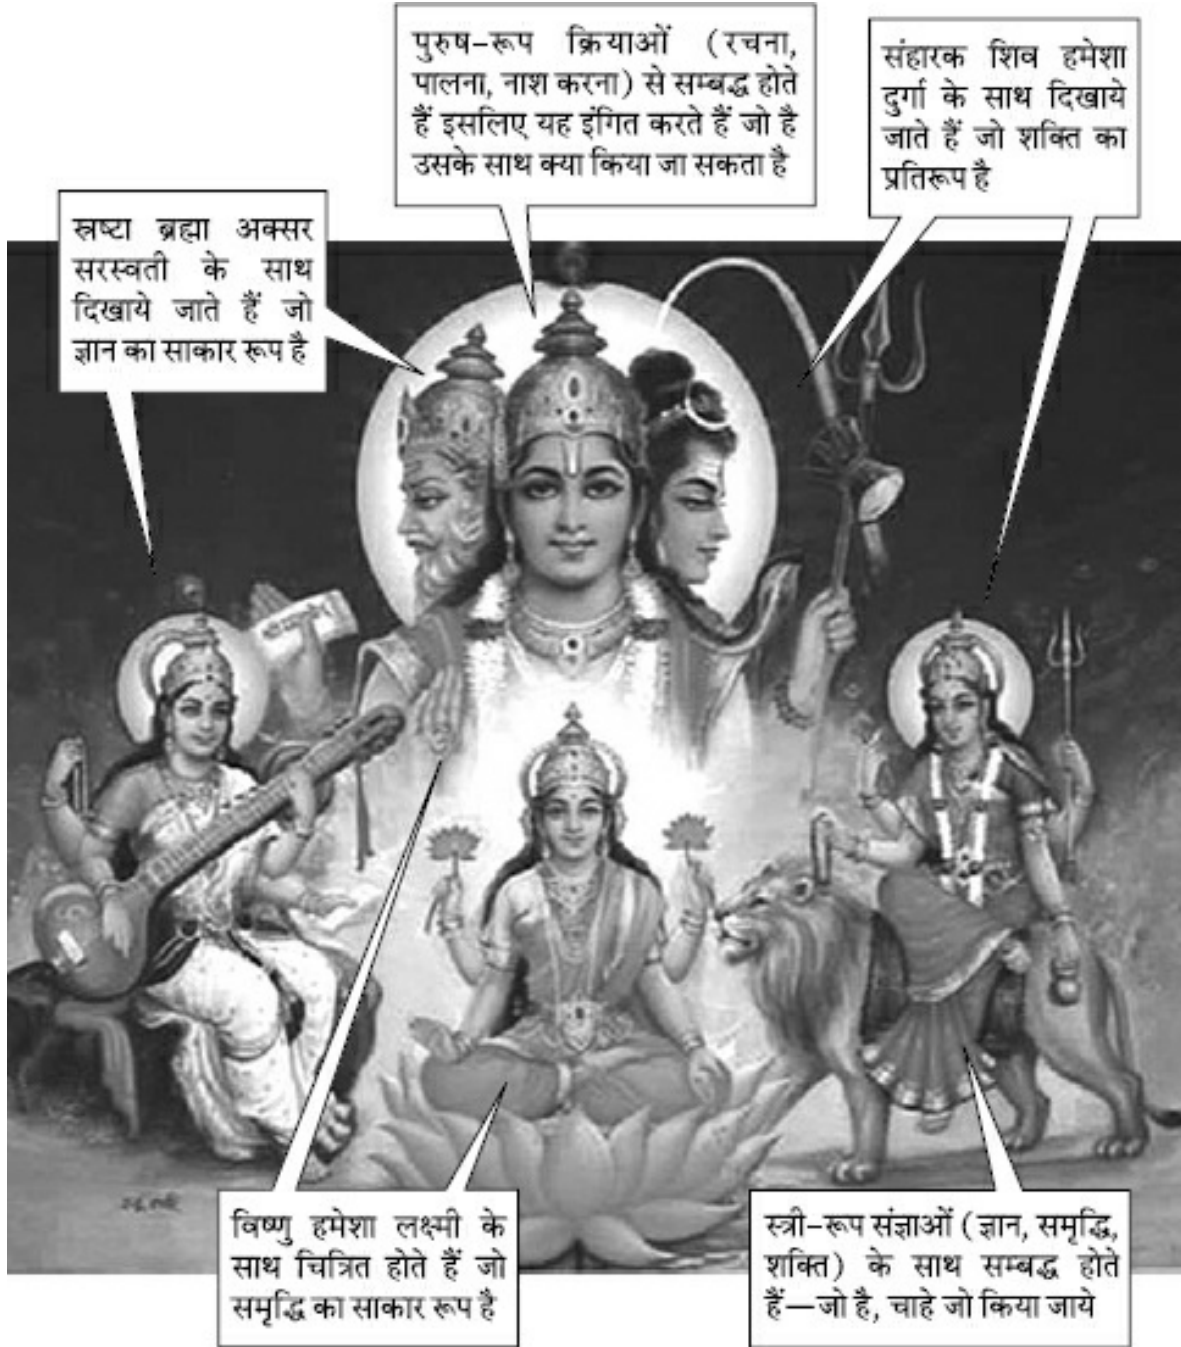 पुरुष-रूप क्रियाओं (रचना,
पालना, नाश करना) से सम्बद्ध होते
हैं इसलिए यह इंगित करते हैं जो है
उसके साथ क्या किया जा सकता है
संहारक शिव हमेशा
दुर्गा के साथ दिखाये
जाते हैं जो शक्ति का
प्रतिरूप है
स्रष्टा ब्रह्मा अक्सर
सरस्वती के साथ
दिखाये जाते हैं जो
ज्ञान का साकार रूप है
विष्णु हमेशा लक्ष्मी के
साथ चित्रित होते हैं जो
समृद्धि का साकार रूप है
स्त्री-रूप संज्ञाओं (ज्ञान, समृद्धि,
शक्ति) के साथ सम्बद्ध होते
हैं—जो है, चाहे जो किया जाये